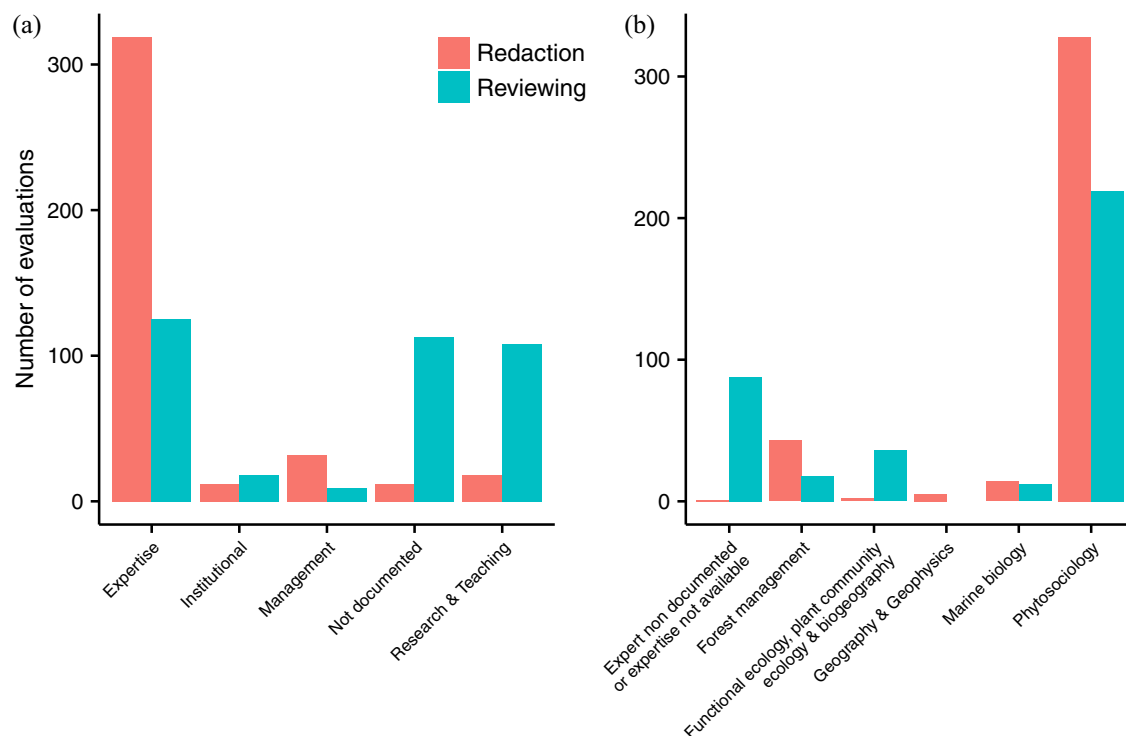 (a)
Redaction
Reviewing
Number of evaluations
300
200
100
0
Expertise
Institutional
Management
Not documented
Research & Teaching
(b)
300
200
100
0
Expert non documented
or expertise not available
Forest management
Functional ecology, plant community
ecology & biogeography
Geography & Geophysics
Marine biology
Phytosociology